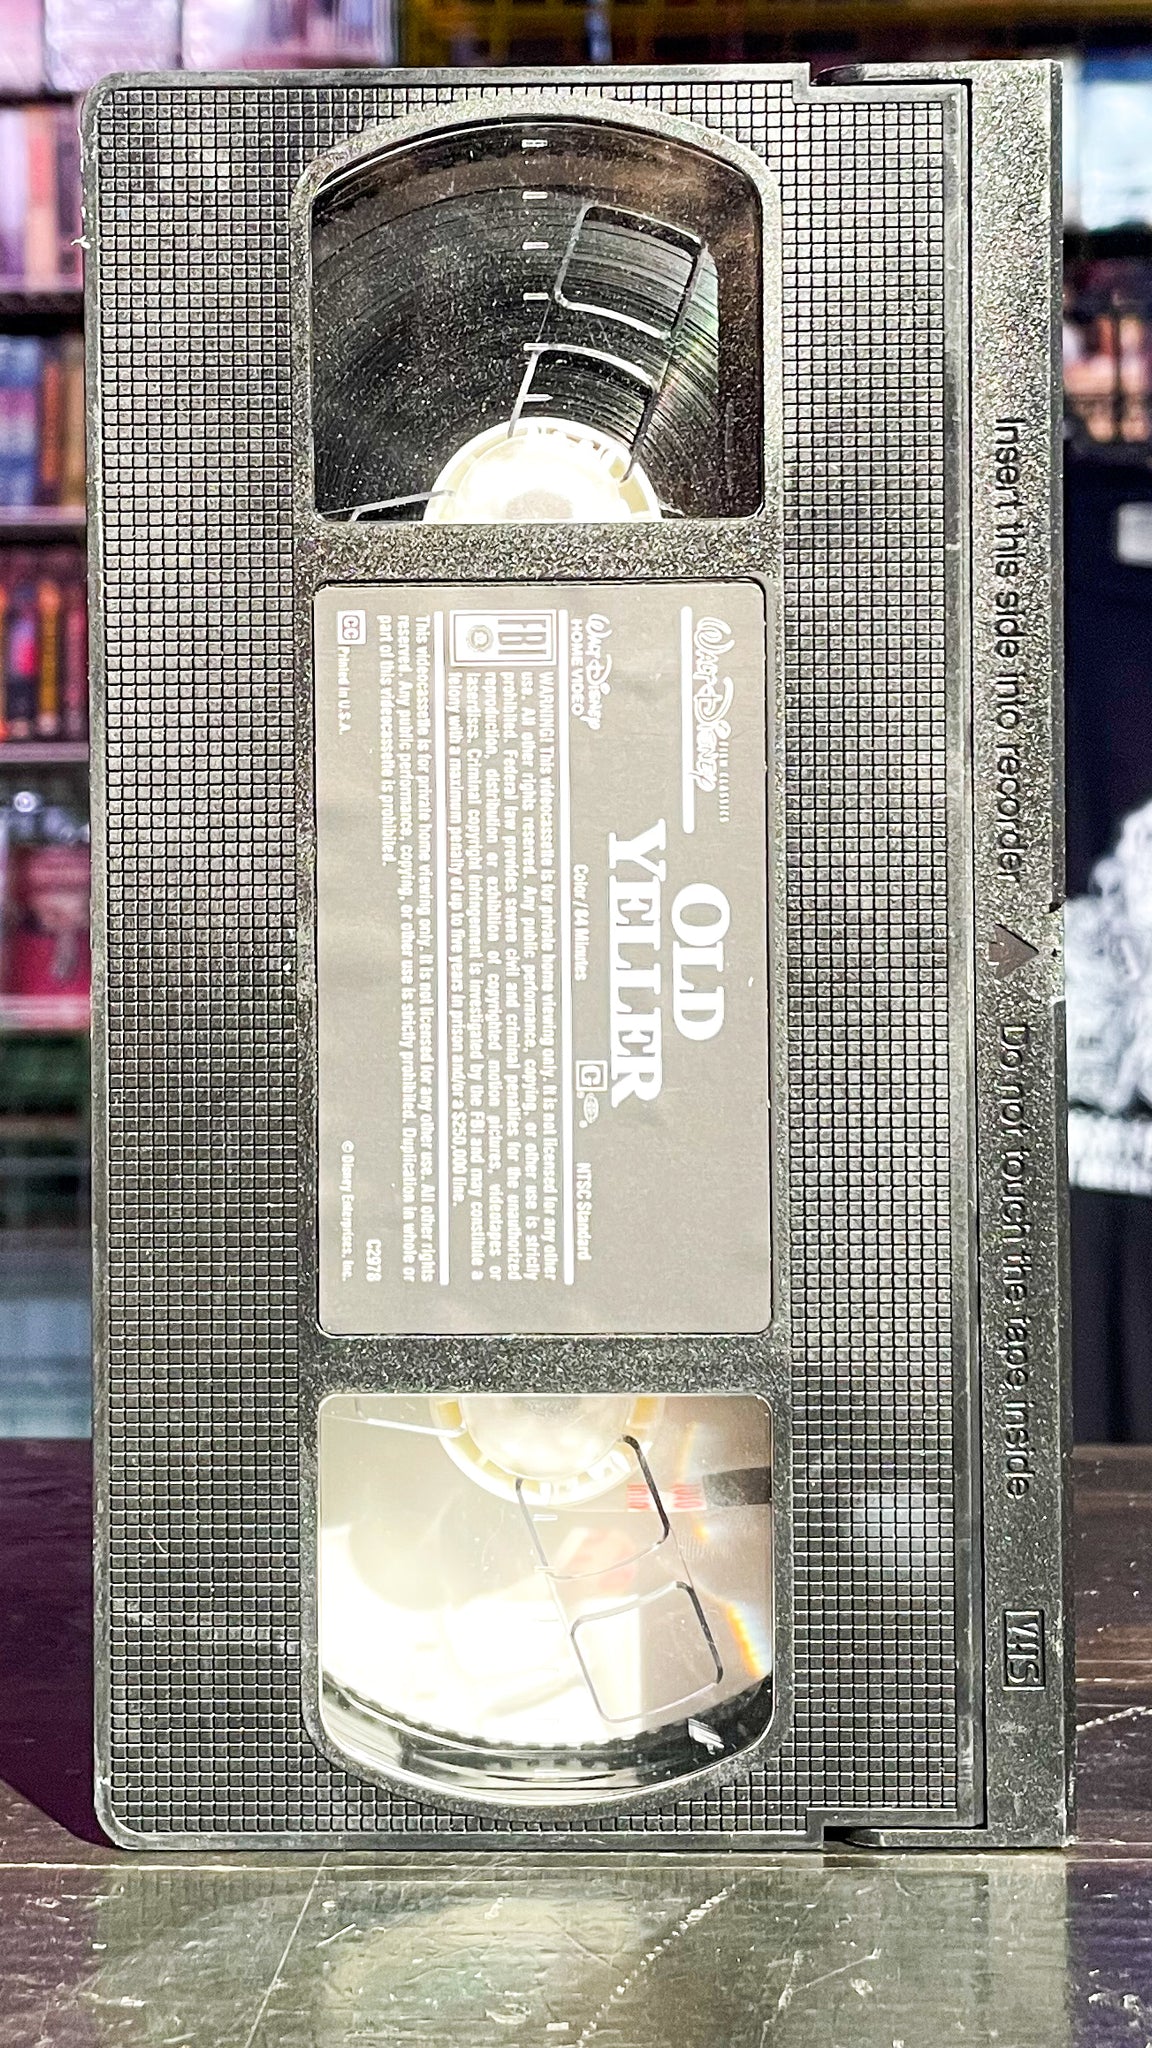 Insert this side into recorder
Do not touch the tape inside
VHS
Walt Disney
FILM CLASSICS
OLD
YELLER
Walt Disney
HOME VIDEO
Color / 84 Minutes
G
NTSC Standard
FBI
WARNING! This videocassette is for private home viewing only. It is not licensed for any other
use. All other rights reserved. Any public performance, copying, or other use is strictly
prohibited. Federal law provides severe civil and criminal penalties for the unauthorized
reproduction, distribution or exhibition of copyrighted motion pictures, videotapes or
laserdiscs. Criminal copyright infringement is investigated by the FBI and may constitute a
felony with a maximum penalty of up to five years in prison and/or a $250,000 fine.
This videocassette is for private home viewing only. It is not licensed for any other use. All other rights
reserved. Any public performance, copying, or other use is strictly prohibited. Duplication in whole or
part of this videocassette is prohibited.
C2978
CC
Printed in U.S.A.
© Disney Enterprises, Inc.